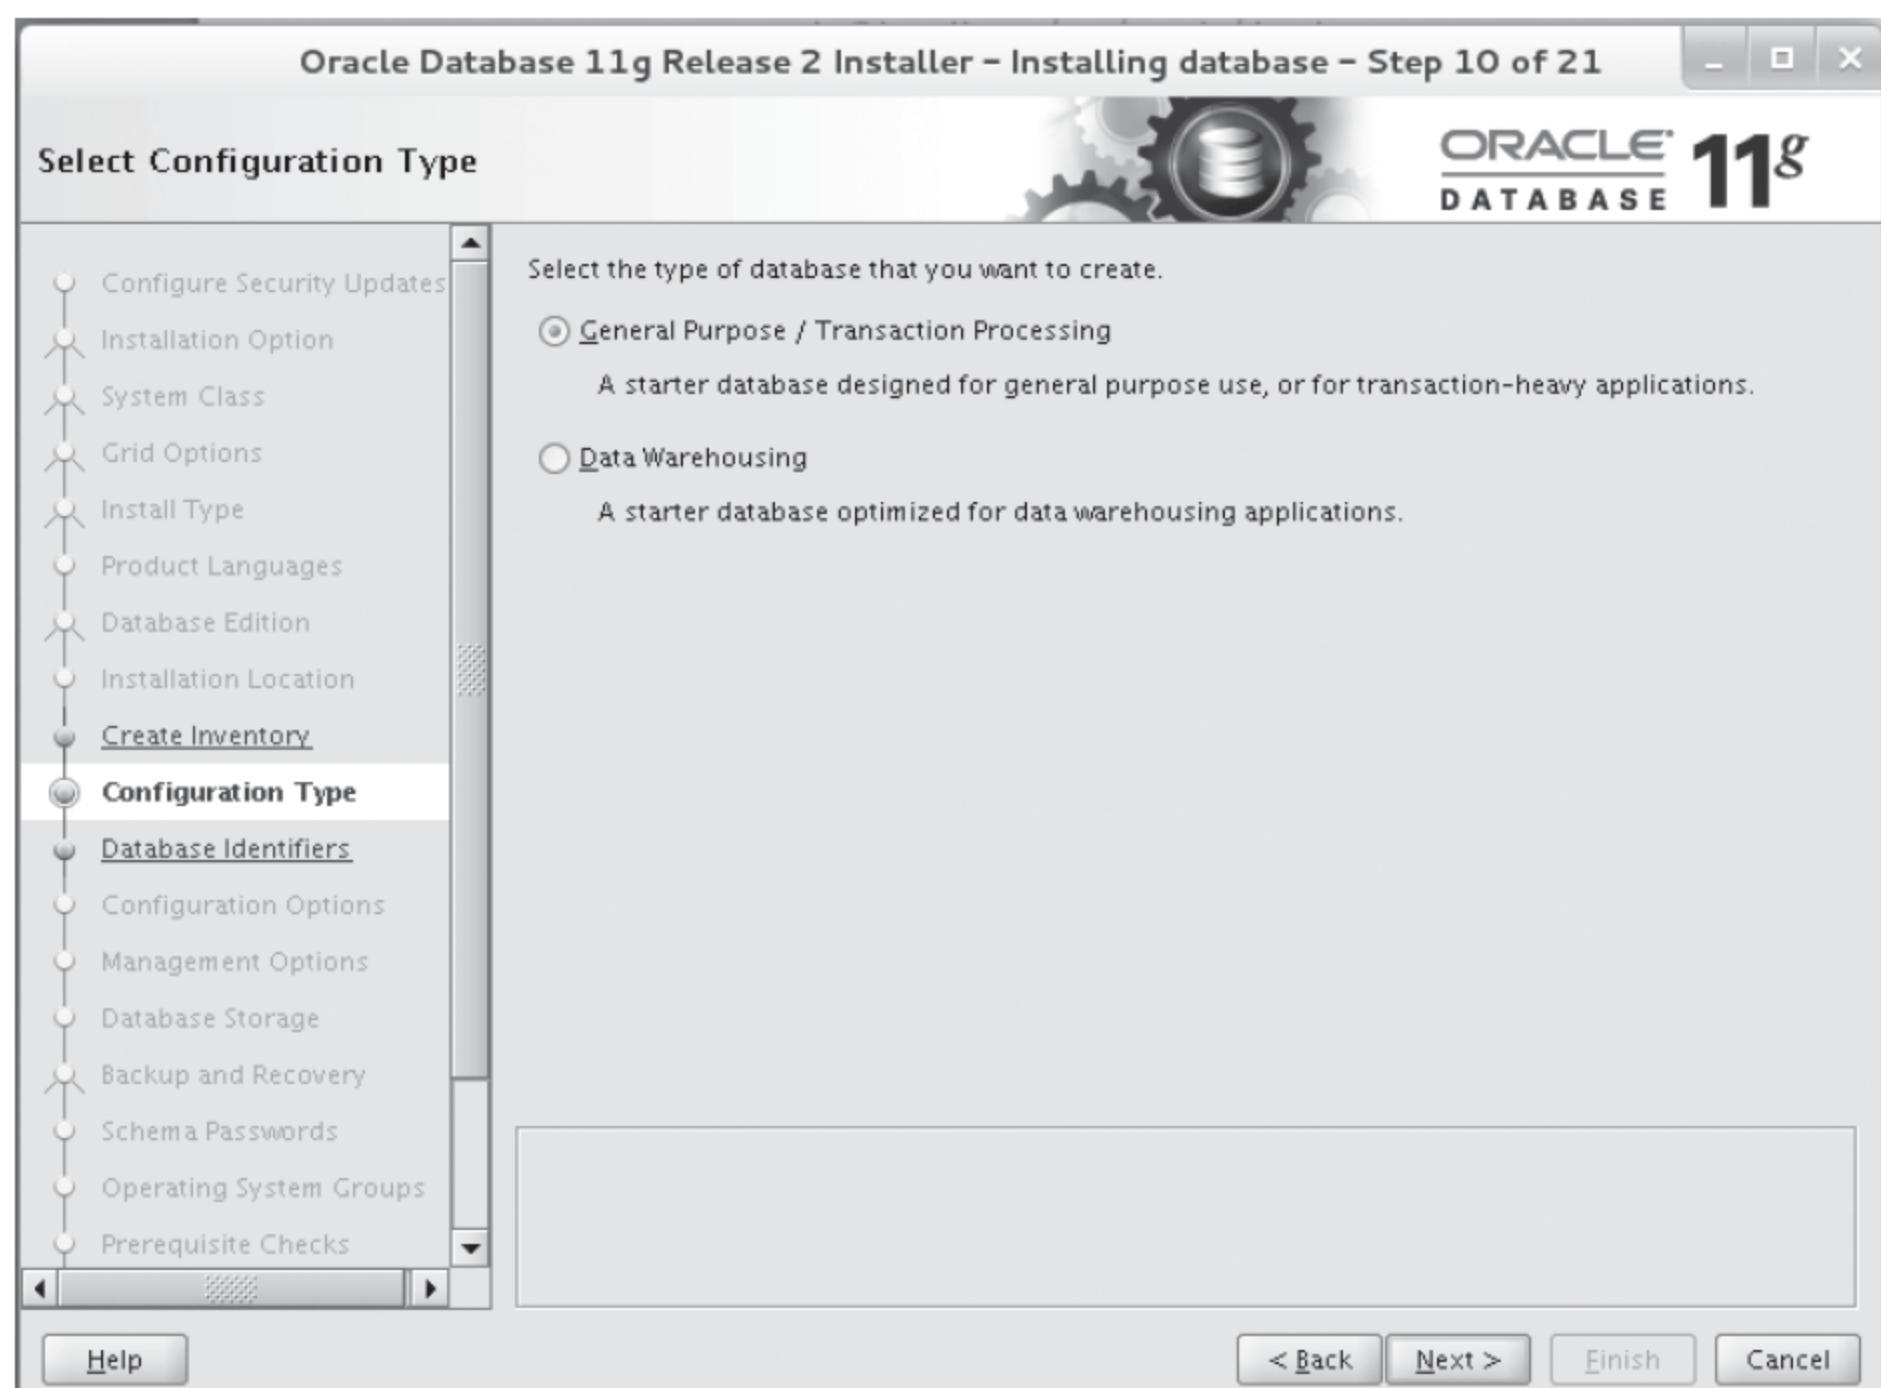 Oracle Database 11g Release 2 Installer – Installing database – Step 10 of 21
Select Configuration Type
ORACLE
DATABASE
11g
Configure Security Updates
Installation Option
System Class
Grid Options
Install Type
Product Languages
Database Edition
Installation Location
Create Inventory
Configuration Type
Database Identifiers
Configuration Options
Management Options
Database Storage
Backup and Recovery
Schema Passwords
Operating System Groups
Prerequisite Checks
Select the type of database that you want to create.
General Purpose / Transaction Processing
A starter database designed for general purpose use, or for transaction-heavy applications.
Data Warehousing
A starter database optimized for data warehousing applications.
Help
< Back
Next >
Finish
Cancel